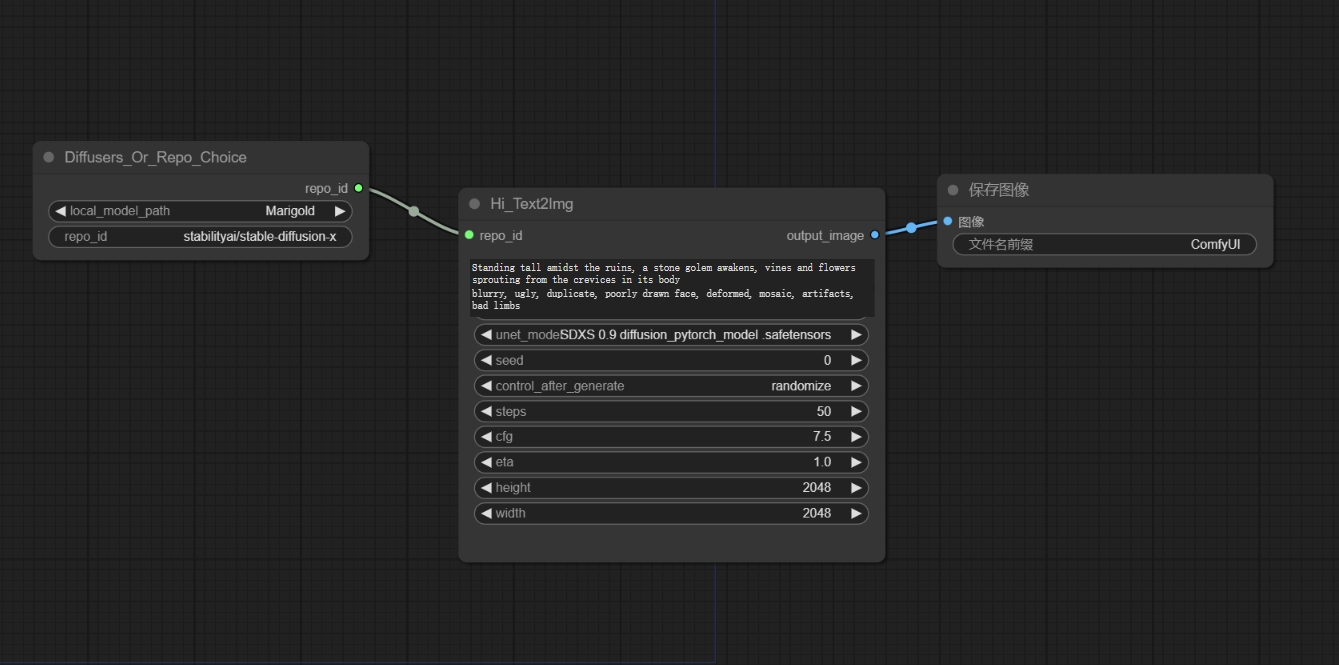 Diffusers_Or_Repo_Choice
repo_id
local_model_path Marigold
repo_id stabilityai/stable-diffusion-x
Hi_Text2Img
repo_id output_image
Standing tall amidst the ruins, a stone golem awakens, vines and flowers
sprouting from the crevices in its body
blurry, ugly, duplicate, poorly drawn face, deformed, mosaic, artifacts,
bad limbs
unet_model SDXS 0.9 diffusion_pytorch_model .safetensors
seed 0
control_after_generate randomize
steps 50
cfg 7.5
eta 1.0
height 2048
width 2048
保存图像
图像
文件名前缀 ComfyUI